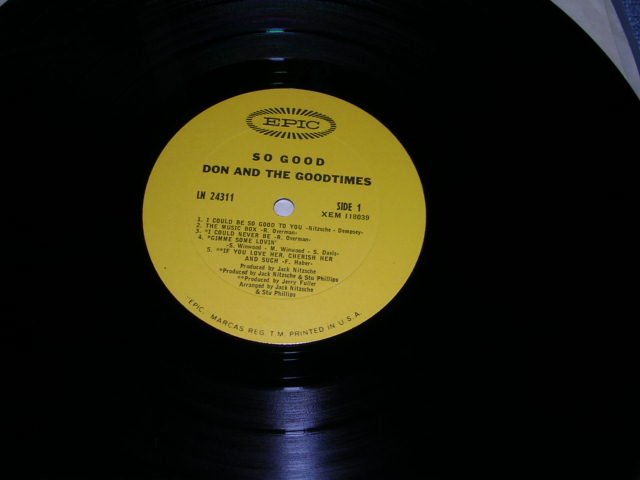 EPIC
SO GOOD
DON AND THE GOODTIMES
LN 24311
SIDE 1
XEM 118039
1. I COULD BE SO GOOD TO YOU -Nitzsche - Dempsey-
2. THE MUSIC BOX -R. Overman-
3. *I COULD NEVER BE -R. Overman-
4. *GIMME SOME LOVIN'
-S. Winwood - M. Winwood - S. Davis-
5. **IF YOU LOVE HER, CHERISH HER
AND SUCH -F. Haber-
Produced by Jack Nitzsche
*Produced by Jack Nitzsche & Stu Phillips
**Produced by Jerry Fuller
Arranged by Jack Nitzsche
& Stu Phillips
"EPIC," MARCAS REG. T.M. PRINTED IN U.S.A.